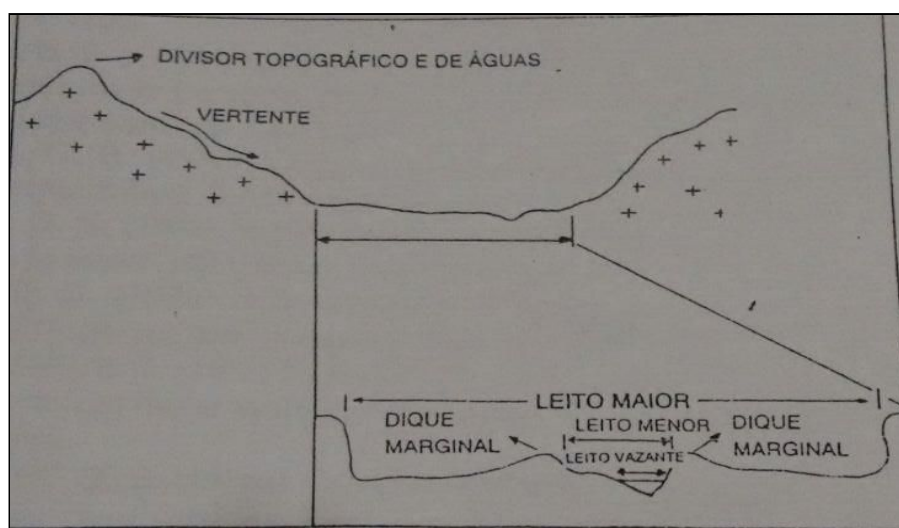 DIVISOR TOPOGRÁFICO E DE ÁGUAS
VERTENTE
LEITO MAIOR
DIQUE
MARGINAL
LEITO MENOR
LEITO VAZANTE
DIQUE
MARGINAL